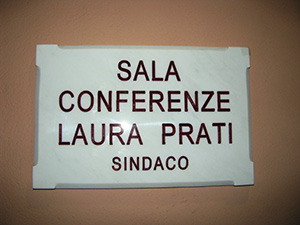 SALA
CONFERENZE
LAURA PRATI
SINDACO